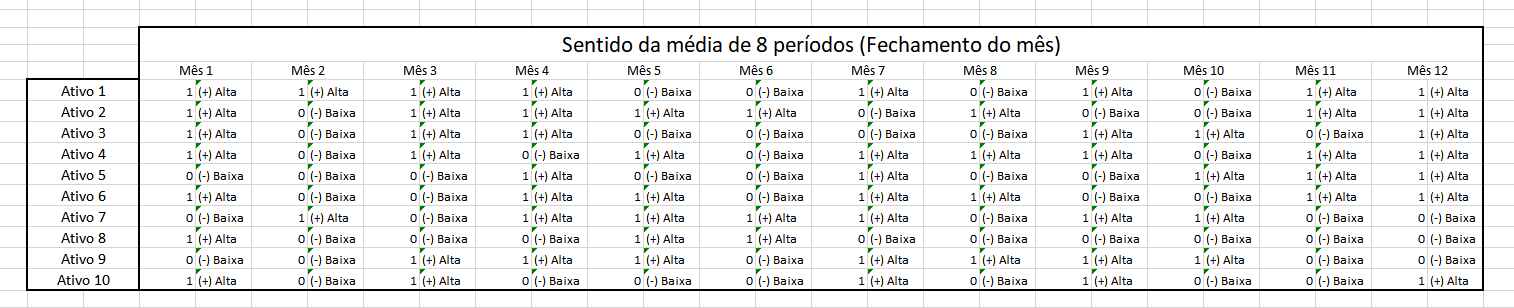 Sentido da média de 8 períodos (Fechamento do mês)
Mês 1 Mês 2 Mês 3 Mês 4 Mês 5 Mês 6 Mês 7 Mês 8 Mês 9 Mês 10 Mês 11 Mês 12
Ativo 1 1 (+) Alta 1 (+) Alta 1 (+) Alta 1 (+) Alta 0 (-) Baixa 0 (-) Baixa 1 (+) Alta 0 (-) Baixa 1 (+) Alta 0 (-) Baixa 1 (+) Alta 1 (+) Alta
Ativo 2 1 (+) Alta 0 (-) Baixa 1 (+) Alta 1 (+) Alta 1 (+) Alta 1 (+) Alta 0 (-) Baixa 1 (+) Alta 0 (-) Baixa 0 (-) Baixa 1 (+) Alta 1 (+) Alta
Ativo 3 1 (+) Alta 0 (-) Baixa 1 (+) Alta 1 (+) Alta 0 (-) Baixa 0 (-) Baixa 0 (-) Baixa 0 (-) Baixa 1 (+) Alta 1 (+) Alta 0 (-) Baixa 1 (+) Alta
Ativo 4 1 (+) Alta 0 (-) Baixa 1 (+) Alta 0 (-) Baixa 1 (+) Alta 0 (-) Baixa 1 (+) Alta 1 (+) Alta 1 (+) Alta 0 (-) Baixa 1 (+) Alta 1 (+) Alta
Ativo 5 0 (-) Baixa 0 (-) Baixa 0 (-) Baixa 1 (+) Alta 0 (-) Baixa 0 (-) Baixa 1 (+) Alta 0 (-) Baixa 0 (-) Baixa 1 (+) Alta 1 (+) Alta 1 (+) Alta
Ativo 6 1 (+) Alta 0 (-) Baixa 0 (-) Baixa 1 (+) Alta 1 (+) Alta 0 (-) Baixa 1 (+) Alta 1 (+) Alta 0 (-) Baixa 0 (-) Baixa 1 (+) Alta 1 (+) Alta
Ativo 7 0 (-) Baixa 1 (+) Alta 0 (-) Baixa 1 (+) Alta 1 (+) Alta 1 (+) Alta 1 (+) Alta 0 (-) Baixa 1 (+) Alta 1 (+) Alta 0 (-) Baixa 0 (-) Baixa
Ativo 8 1 (+) Alta 0 (-) Baixa 0 (-) Baixa 0 (-) Baixa 1 (+) Alta 1 (+) Alta 0 (-) Baixa 0 (-) Baixa 0 (-) Baixa 0 (-) Baixa 0 (-) Baixa 0 (-) Baixa
Ativo 9 0 (-) Baixa 0 (-) Baixa 1 (+) Alta 1 (+) Alta 1 (+) Alta 0 (-) Baixa 1 (+) Alta 1 (+) Alta 1 (+) Alta 1 (+) Alta 0 (-) Baixa 0 (-) Baixa
Ativo 10 1 (+) Alta 0 (-) Baixa 1 (+) Alta 0 (-) Baixa 0 (-) Baixa 0 (-) Baixa 1 (+) Alta 0 (-) Baixa 1 (+) Alta 0 (-) Baixa 0 (-) Baixa 1 (+) Alta